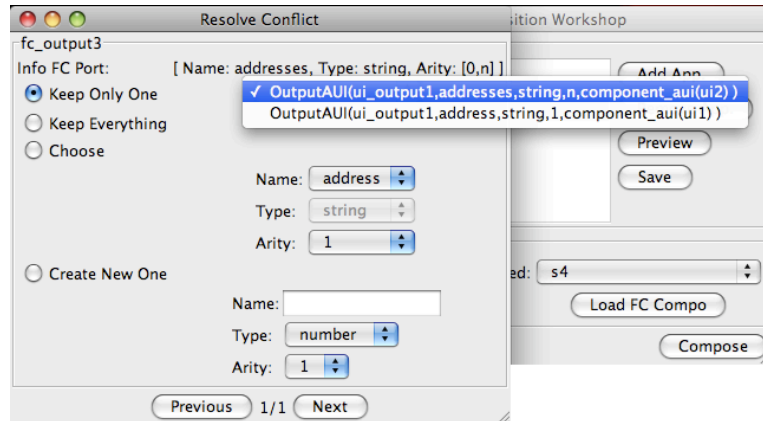 Resolve Conflict
sition Workshop
fc_output3
Info FC Port: [ Name: addresses, Type: string, Arity: [0,n] ]
Keep Only One
✓ OutputAUI(ui_output1,addresses,string,n,component_aui(ui2) )
OutputAUI(ui_output1,address,string,1,component_aui(ui1) )
Keep Everything
Choose
Name: address
Type: string
Arity: 1
Create New One
Name:
Type: number
Arity: 1
Previous 1/1 Next
Add App
Preview
Save
ed: s4
Load FC Compo
Compose